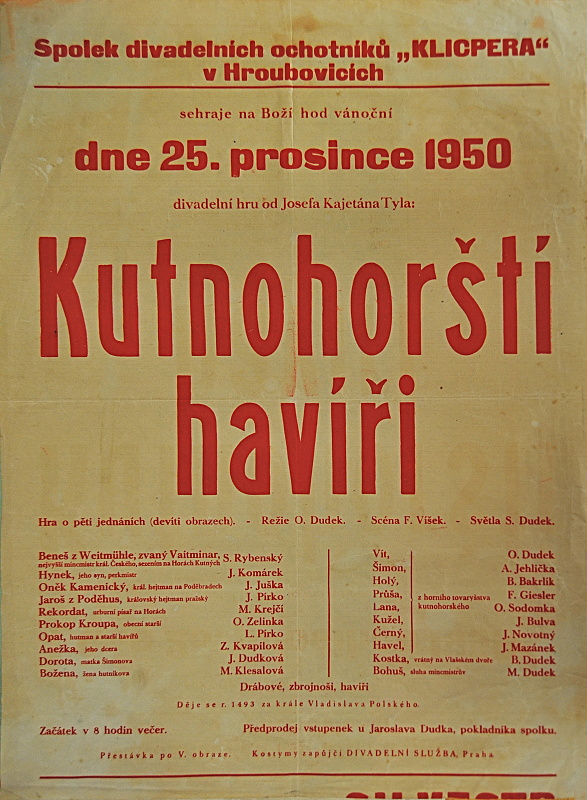 Spolek divadelních ochotníků „KLICPERA“
v Hroubovicích
sehraje na Boží hod vánoční
dne 25. prosince 1950
divadelní hru od Josefa Kajetána Tyla:
Kutnohorští
havíři
Hra o pěti jednáních (devíti obrazech). - Režie O. Dudek. - Scéna F. Víšek. - Světla S. Dudek.
Beneš z Weitmühle, zvaný Vaitminar, S. Rybenský
nejvyšší mincmistr král. Českého, sezením na Horách Kutných
Hynek, jeho syn, perkmistr J. Komárek
Oněk Kamenický, král. hejtman na Poděbradech J. Juška
Jaroš z Poděhus, královský hejtman pražský J. Pírko
Rekordat, urburní písař na Horách M. Krejčí
Prokop Kroupa, obecní starší O. Zelinka
Opat, hutman a starší havířů L. Pírko
Anežka, jeho dcera Z. Kvapilová
Dorota, matka Šimonova J. Dudková
Božena, žena hutníkova M. Klesalová
Vít, O. Dudek
Šimon, A. Jehlička
Holý, B. Bakrlík
Průša, F. Giesler
z horního tovaryšstva
Lana, O. Sodomka
kutnohorského
Kužel, J. Bulva
Černý, J. Novotný
Havel, J. Mazánek
Kostka, vrátný na Vlašském dvoře B. Dudek
Bohuš, sluha mincmistrův M. Dudek
Drábové, zbrojnoši, havíři
Děje se r. 1493 za krále Vladislava Polského.
Začátek v 8 hodin večer. Předprodej vstupenek u Jaroslava Dudka, pokladníka spolku.
Přestávka po V. obraze. Kostymy zapůjčí DIVADELNÍ SLUŽBA, Praha